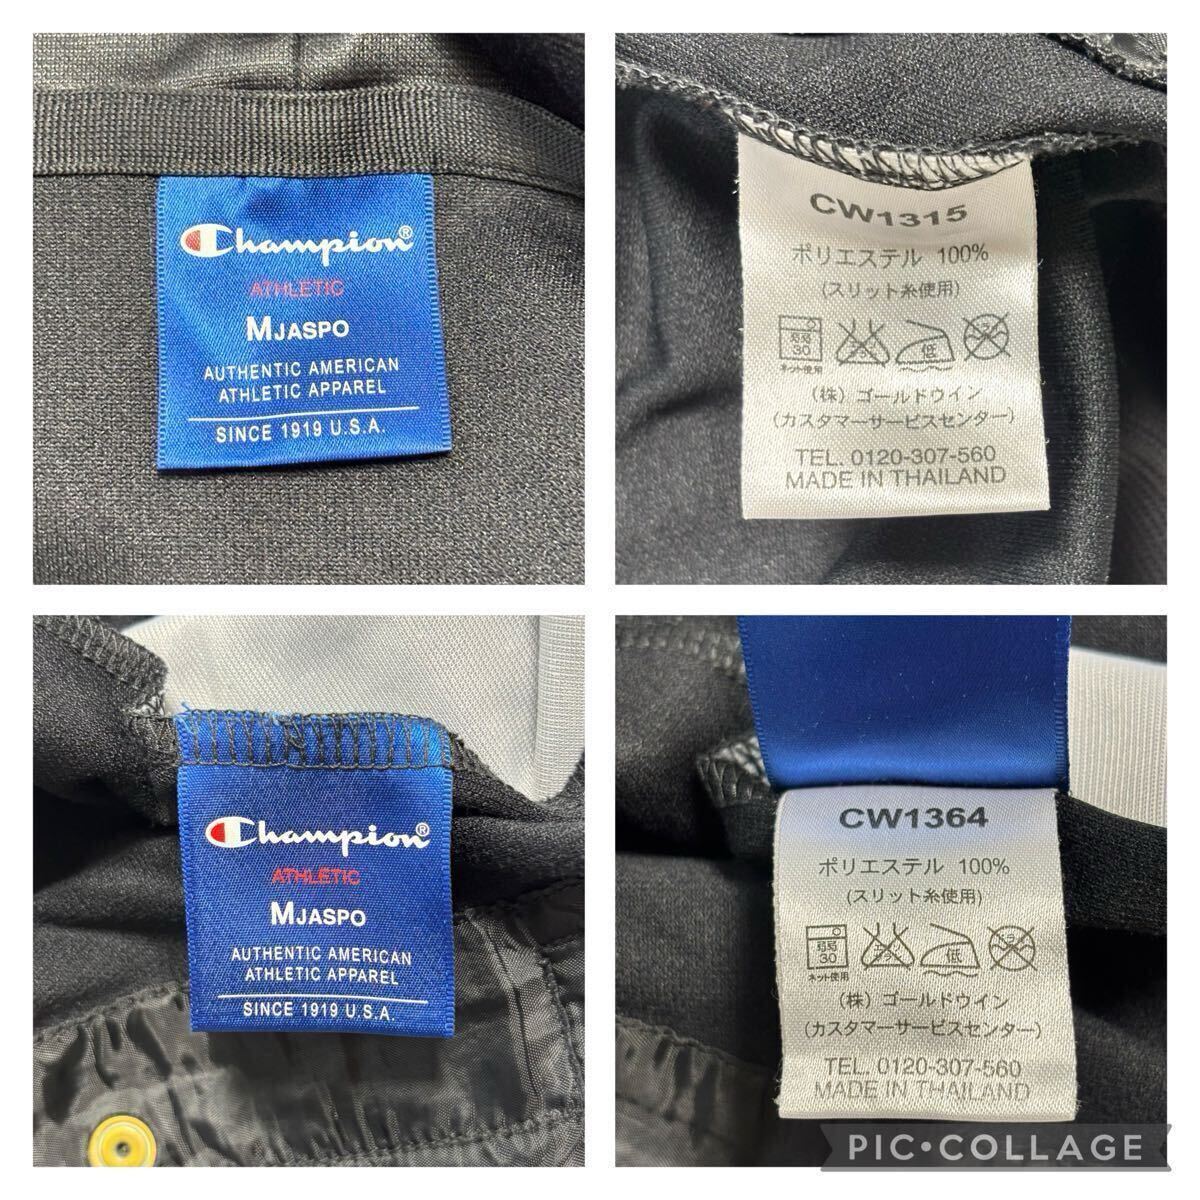 Champion®
ATHLETIC
MJASPO
AUTHENTIC AMERICAN
ATHLETIC APPAREL
SINCE 1919 U.S.A.
CW1315
ポリエステル 100%
(スリット糸使用)
30
低
ネット使用
(株) ゴールドウイン
(カスタマーサービスセンター)
TEL. 0120-307-560
MADE IN THAILAND
Champion®
ATHLETIC
MJASPO
AUTHENTIC AMERICAN
ATHLETIC APPAREL
SINCE 1919 U.S.A.
CW1364
ポリエステル 100%
(スリット糸使用)
30
低
ネット使用
(株) ゴールドウイン
(カスタマーサービスセンター)
TEL. 0120-307-560
MADE IN THAILAND
PIC•COLLAGE